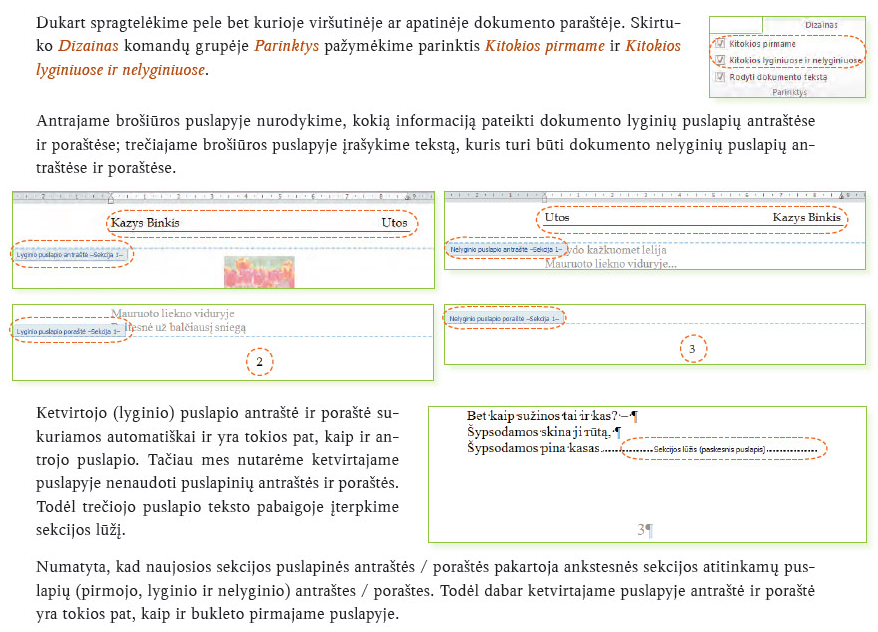 Dukart spragtelėkime pele bet kurioje viršutinėje ar apatinėje dokumento paraštėje. Skirtu-
ko Dizainas komandų grupėje Parinktys pažymėkime parinktis Kitokios pirmame ir Kitokios
lyginiuose ir nelyginiuose.
Dizainas
Kitokios pirmame
Kitokios lyginiuose ir nelyginiuose
Rodyti dokumento tekstą
Parinktys
Antrajame brošiūros puslapyje nurodykime, kokią informaciją pateikti dokumento lyginių puslapių antraštėse
ir poraštėse; trečiajame brošiūros puslapyje įrašykime tekstą, kuris turi būti dokumento nelyginių puslapių an-
traštėse ir poraštėse.
Kazys Binkis Utos
Lyginio puslapio antraštė –Sekcija 1–
Utos Kazys Binkis
Nelyginio puslapio antraštė –Sekcija 1–
kažkuomet lelija
Mauruoto liekno viduryje...
Mauruoto liekno viduryje
Lyginio puslapio poraštė –Sekcija 1–
už balčiausį sniegą
2
Nelyginio puslapio poraštė –Sekcija 1–
3
Ketvirtojo (lyginio) puslapio antraštė ir poraštė su-
kuriamos automatiškai ir yra tokios pat, kaip ir an-
trojo puslapio. Tačiau mes nutarėme ketvirtajame
puslapyje nenaudoti puslapinių antraštės ir poraštės.
Todėl trečiojo puslapio teksto pabaigoje įterpkime
sekcijos lūžį.
Bet·kaip·sužinos·tai·ir·kas?·–·¶
Šypsodamos·skina·ji·rūtą,·¶
Šypsodamos·pina·kasas......Sekcijos lūžis (paskesnis puslapis)......
3¶
Numatyta, kad naujosios sekcijos puslapinės antraštės / poraštės pakartoja ankstesnės sekcijos atitinkamų pus-
lapių (pirmojo, lyginio ir nelyginio) antraštes / poraštes. Todėl dabar ketvirtajame puslapyje antraštė ir poraštė
yra tokios pat, kaip ir bukleto pirmajame puslapyje.